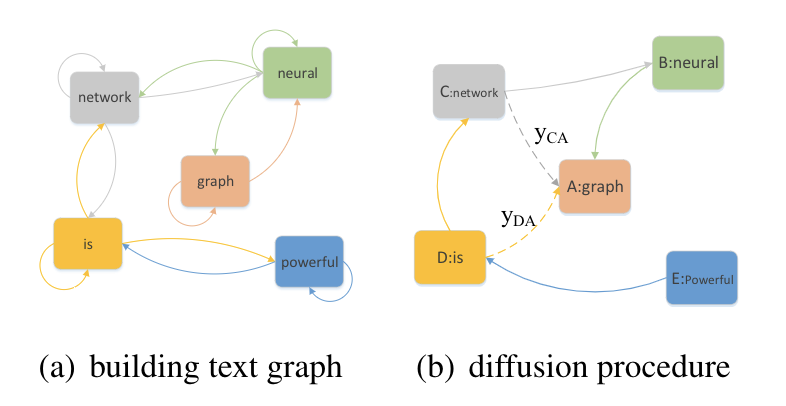 network
neural
graph
is
powerful
B:neural
C:network
yCA
A:graph
yDA
D:is
E:Powerful
(a) building text graph
(b) diffusion procedure